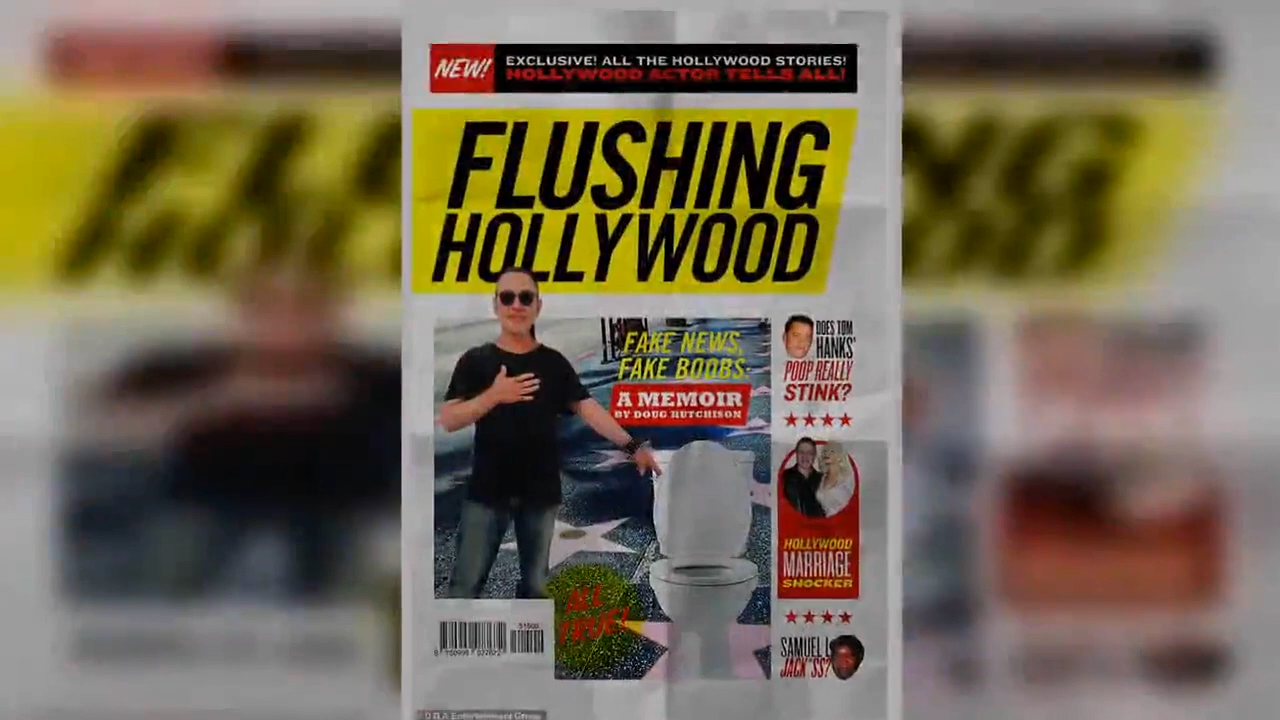 NEW!
EXCLUSIVE! ALL THE HOLLYWOOD STORIES!
HOLLYWOOD ACTOR TELLS ALL!
FLUSHING
HOLLYWOOD
FAKE NEWS,
FAKE BOOBS:
A MEMOIR
BY DOUG HUTCHISON
DOES TOM
HANKS'
POOP REALLY
STINK?
HOLLYWOOD
MARRIAGE
SHOCKER
ALL
TRUE!
SAMUEL L
JACK*SS?